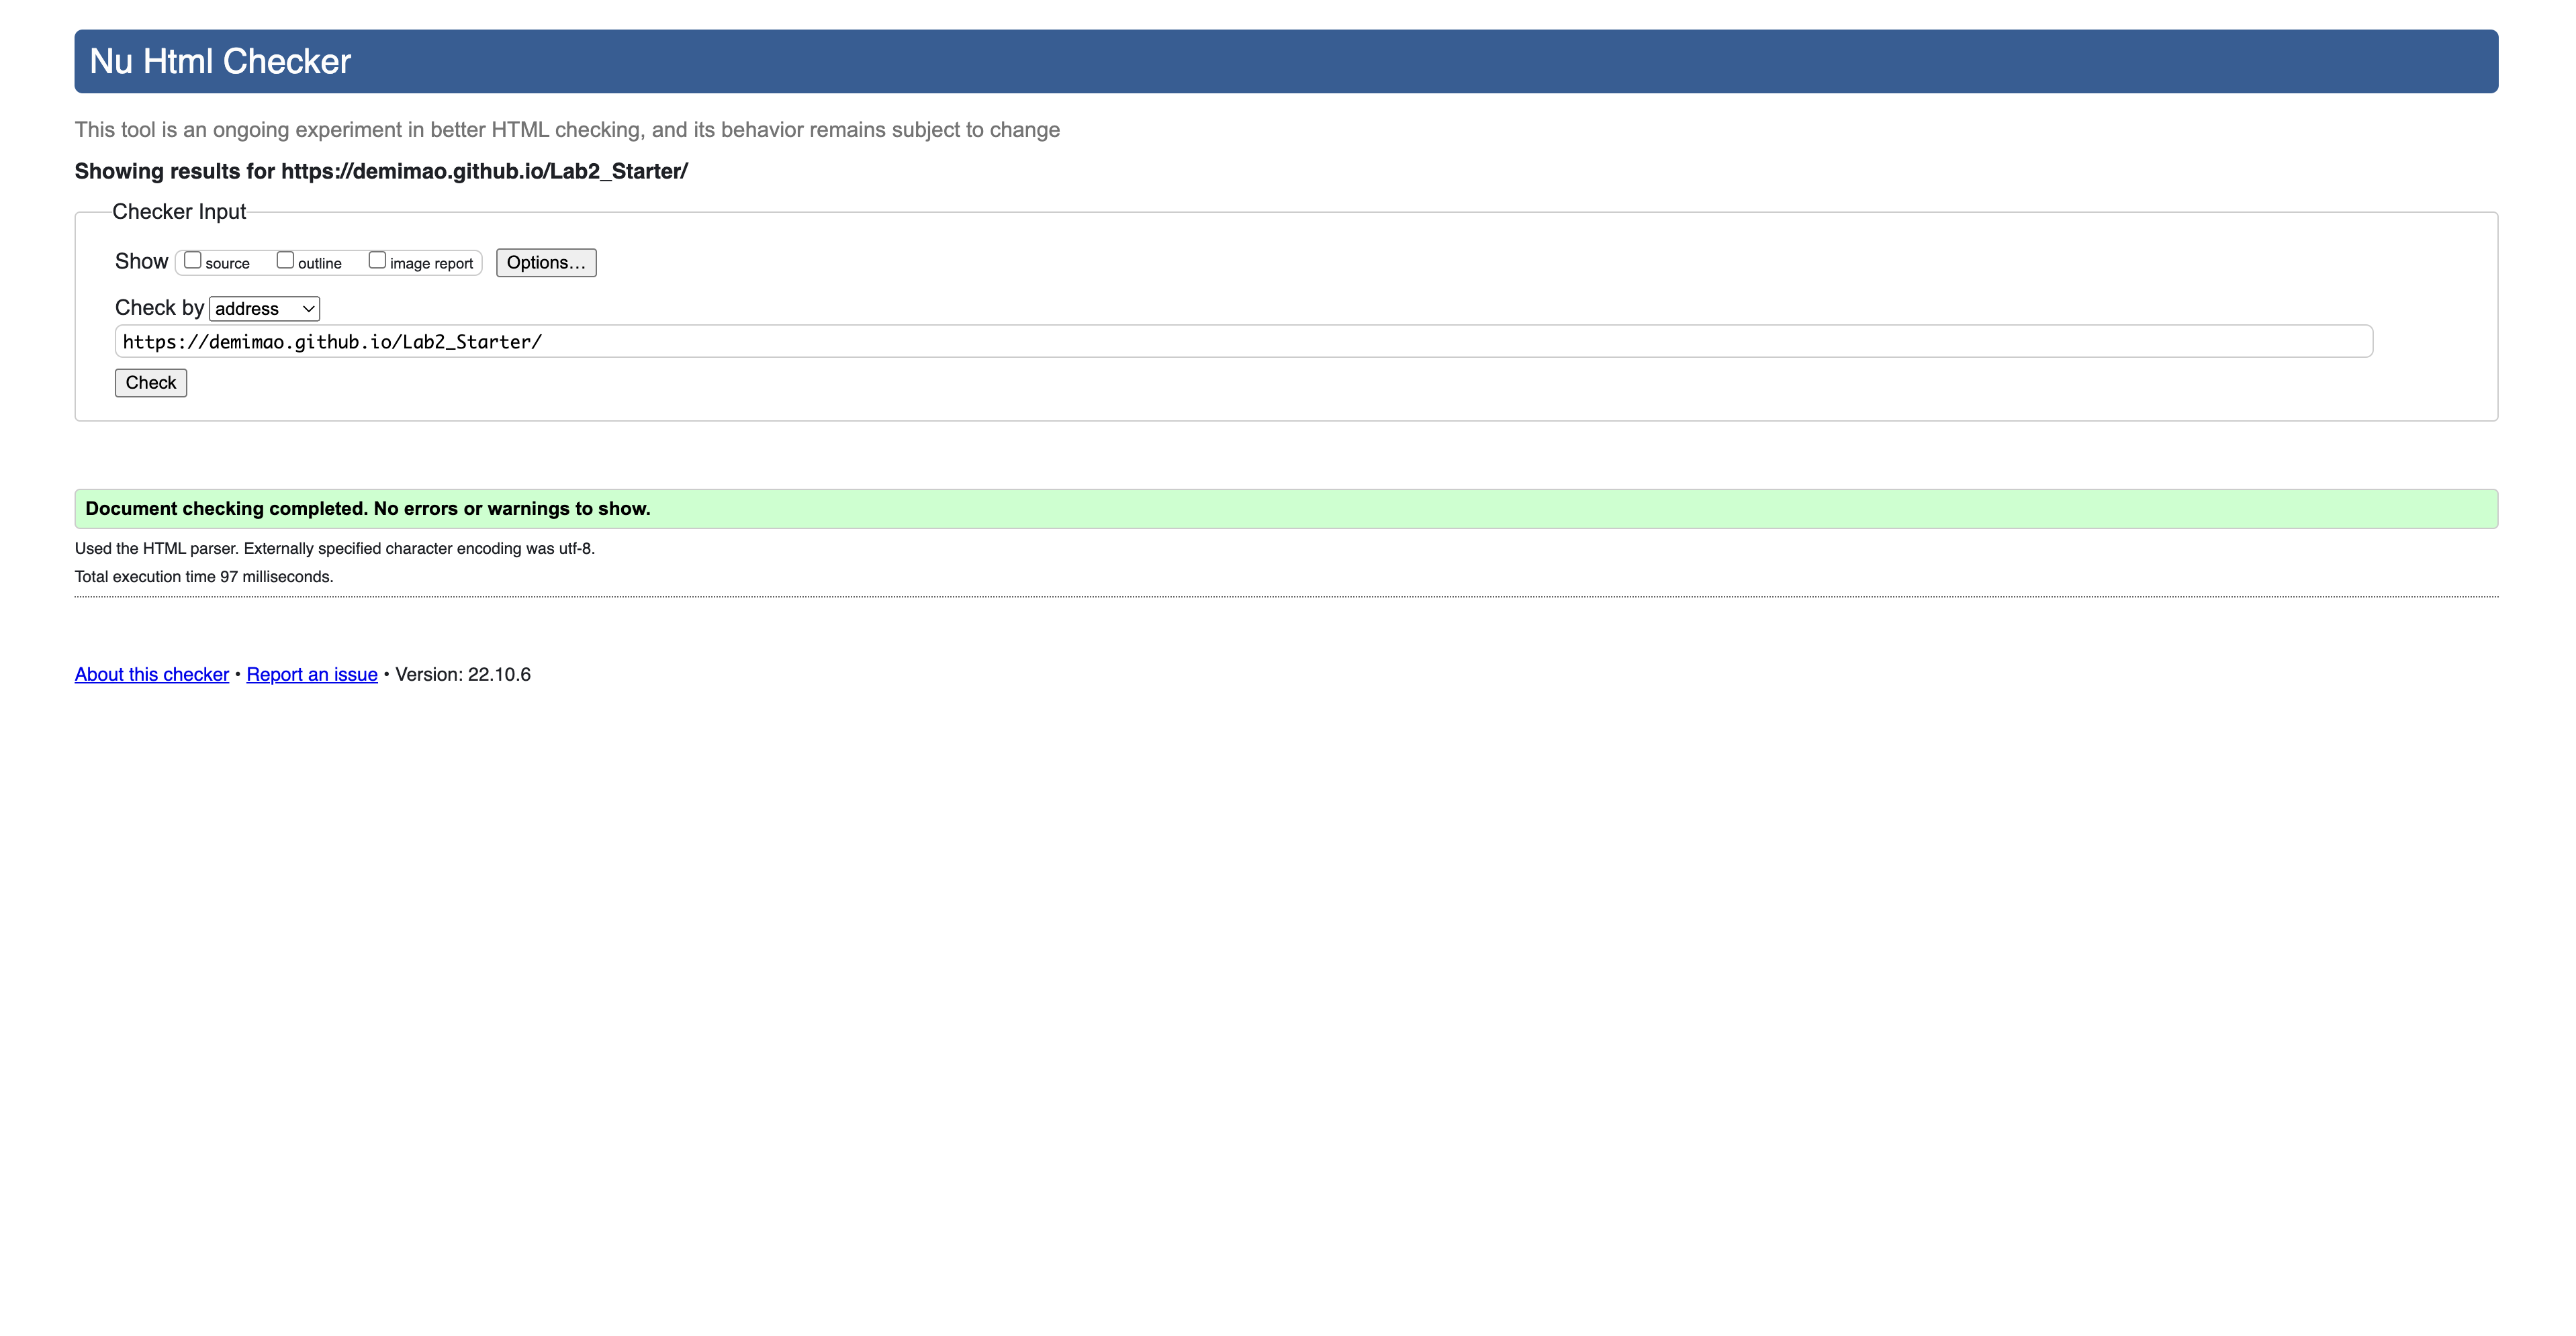 Nu Html Checker
This tool is an ongoing experiment in better HTML checking, and its behavior remains subject to change
Showing results for https://demimao.github.io/Lab2_Starter/
Checker Input
Show source outline image report Options…
Check by address
https://demimao.github.io/Lab2_Starter/
Check
Document checking completed. No errors or warnings to show.
Used the HTML parser. Externally specified character encoding was utf-8.
Total execution time 97 milliseconds.
About this checker • Report an issue • Version: 22.10.6